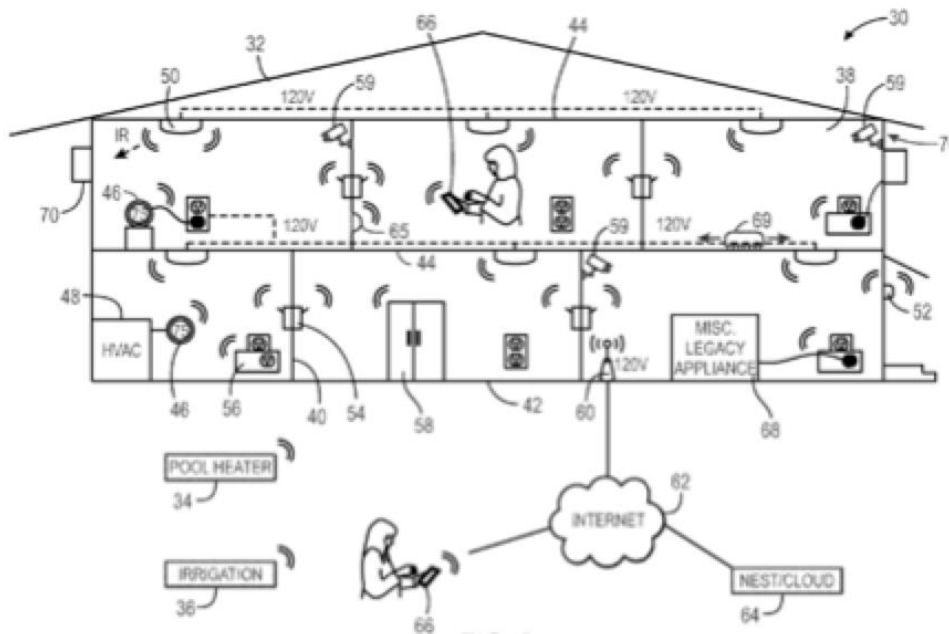 66
44
30
32
50
59
38
59
120V
120V
IR
46
70
120V
65
120V
69
44
59
48
HVAC
75
46
56
40
54
58
42
120V
60
MISC.
LEGACY
APPLIANCE
68
52
POOL HEATER
34
INTERNET
62
IRRIGATION
36
66
NEST/CLOUD
64